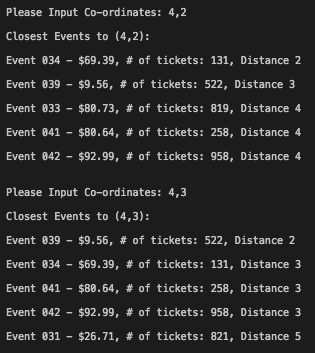 Please Input Co-ordinates: 4,2
Closest Events to (4,2):
Event 034 - $69.39, # of tickets: 131, Distance 2
Event 039 - $9.56, # of tickets: 522, Distance 3
Event 033 - $80.73, # of tickets: 819, Distance 4
Event 041 - $80.64, # of tickets: 258, Distance 4
Event 042 - $92.99, # of tickets: 958, Distance 4
Please Input Co-ordinates: 4,3
Closest Events to (4,3):
Event 039 - $9.56, # of tickets: 522, Distance 2
Event 034 - $69.39, # of tickets: 131, Distance 3
Event 041 - $80.64, # of tickets: 258, Distance 3
Event 042 - $92.99, # of tickets: 958, Distance 3
Event 031 - $26.71, # of tickets: 821, Distance 5